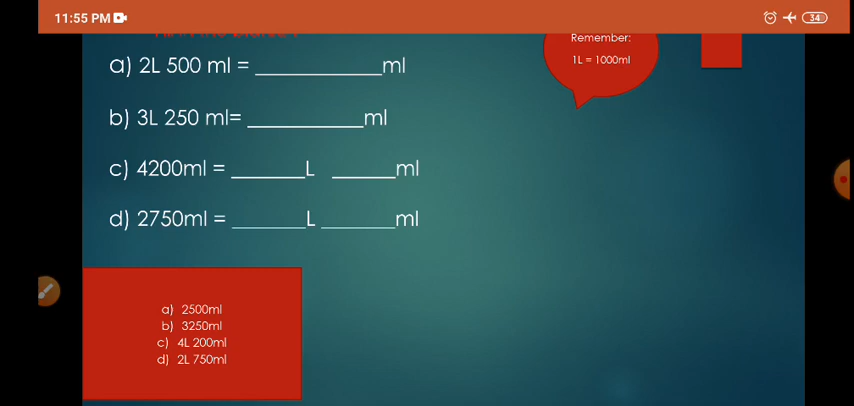 11:55 PM
34
Remember:
1L = 1000ml
a) 2L 500 ml = ____________ml
b) 3L 250 ml= ___________ml
c) 4200ml = _______L ______ml
d) 2750ml = _______L _______ml
a) 2500ml
b) 3250ml
c) 4L 200ml
d) 2L 750ml